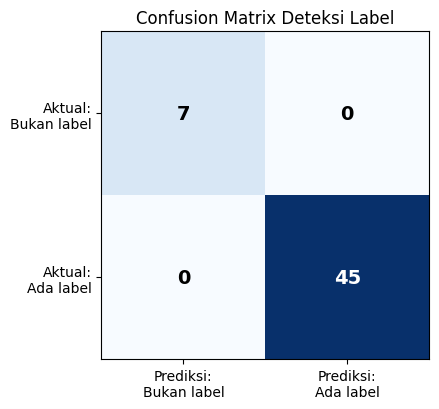 Confusion Matrix Deteksi Label
Aktual:
Bukan label
7
0
Aktual:
Ada label
0
45
Prediksi:
Bukan label
Prediksi:
Ada label